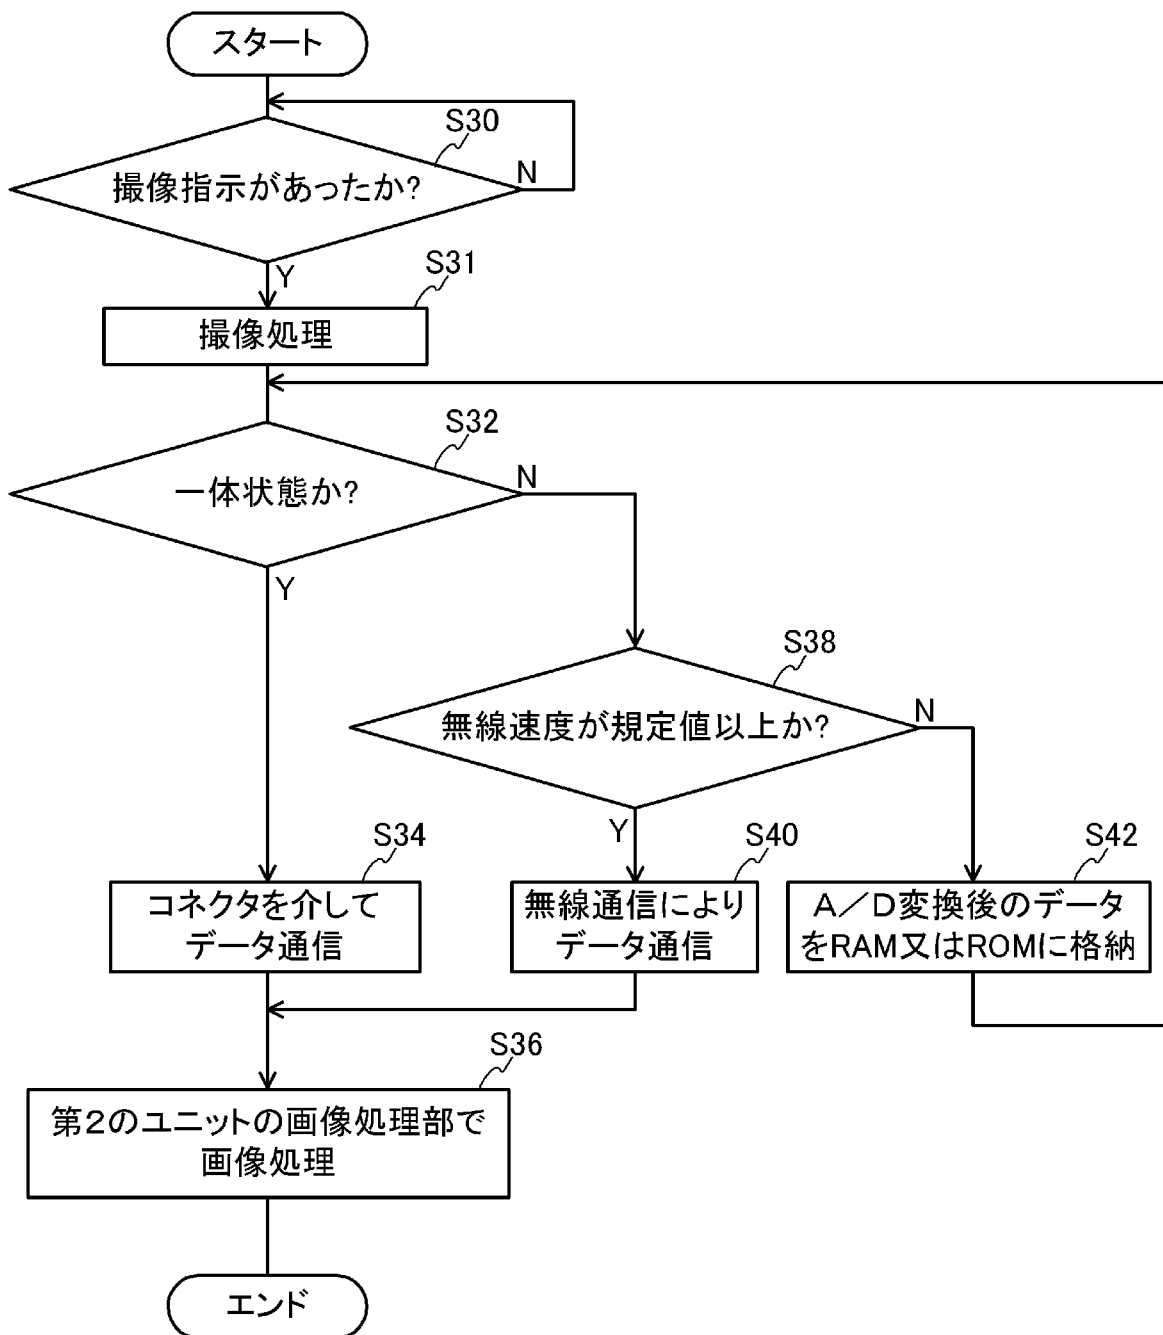 スタート
S30
撮像指示があったか?
N
Y
S31
撮像処理
S32
一体状態か?
N
Y
S38
無線速度が規定値以上か?
N
Y
S34
コネクタを介して
データ通信
S40
無線通信により
データ通信
S42
A/D変換後のデータ
をRAM又はROMに格納
S36
第2のユニットの画像処理部で
画像処理
エンド